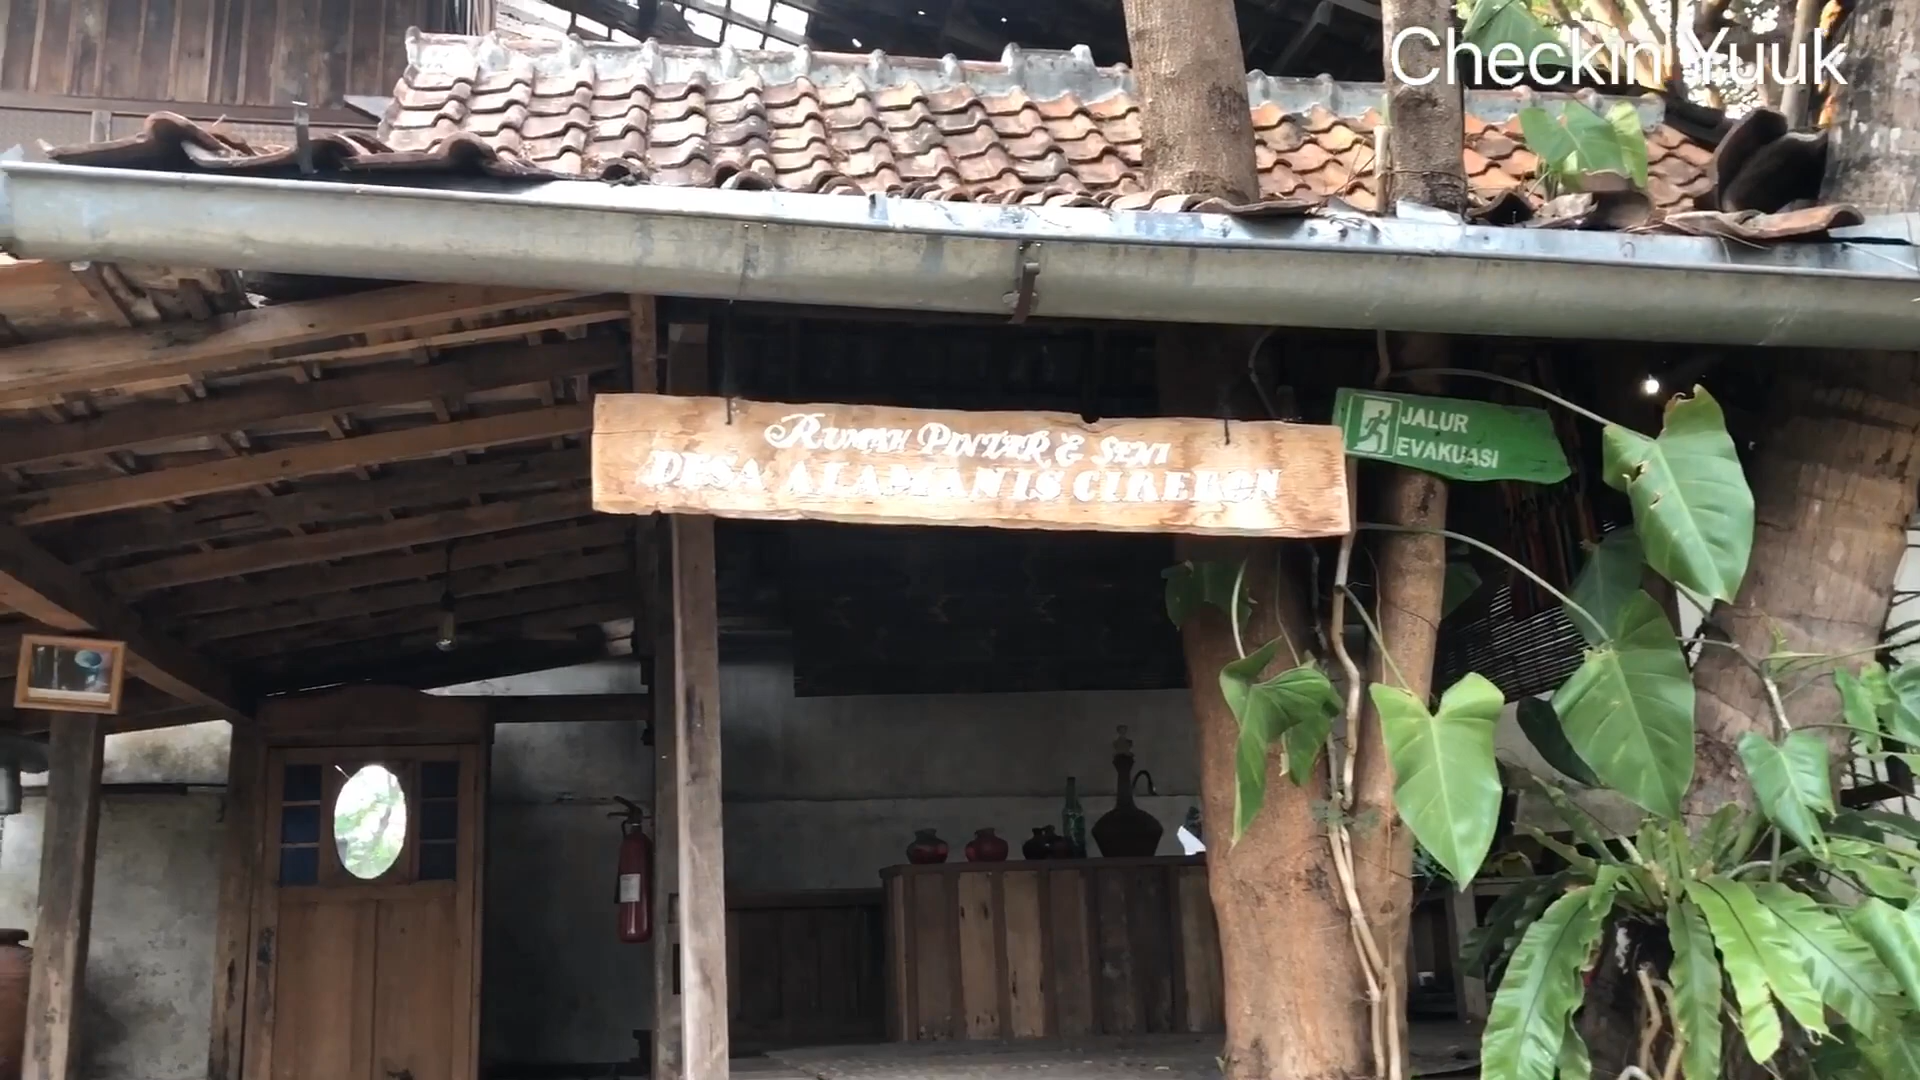 Checkin Yuuk
RUMAH PINTAR & SENI
DESA ALAMANIS CIREBON
JALUR
EVAKUASI